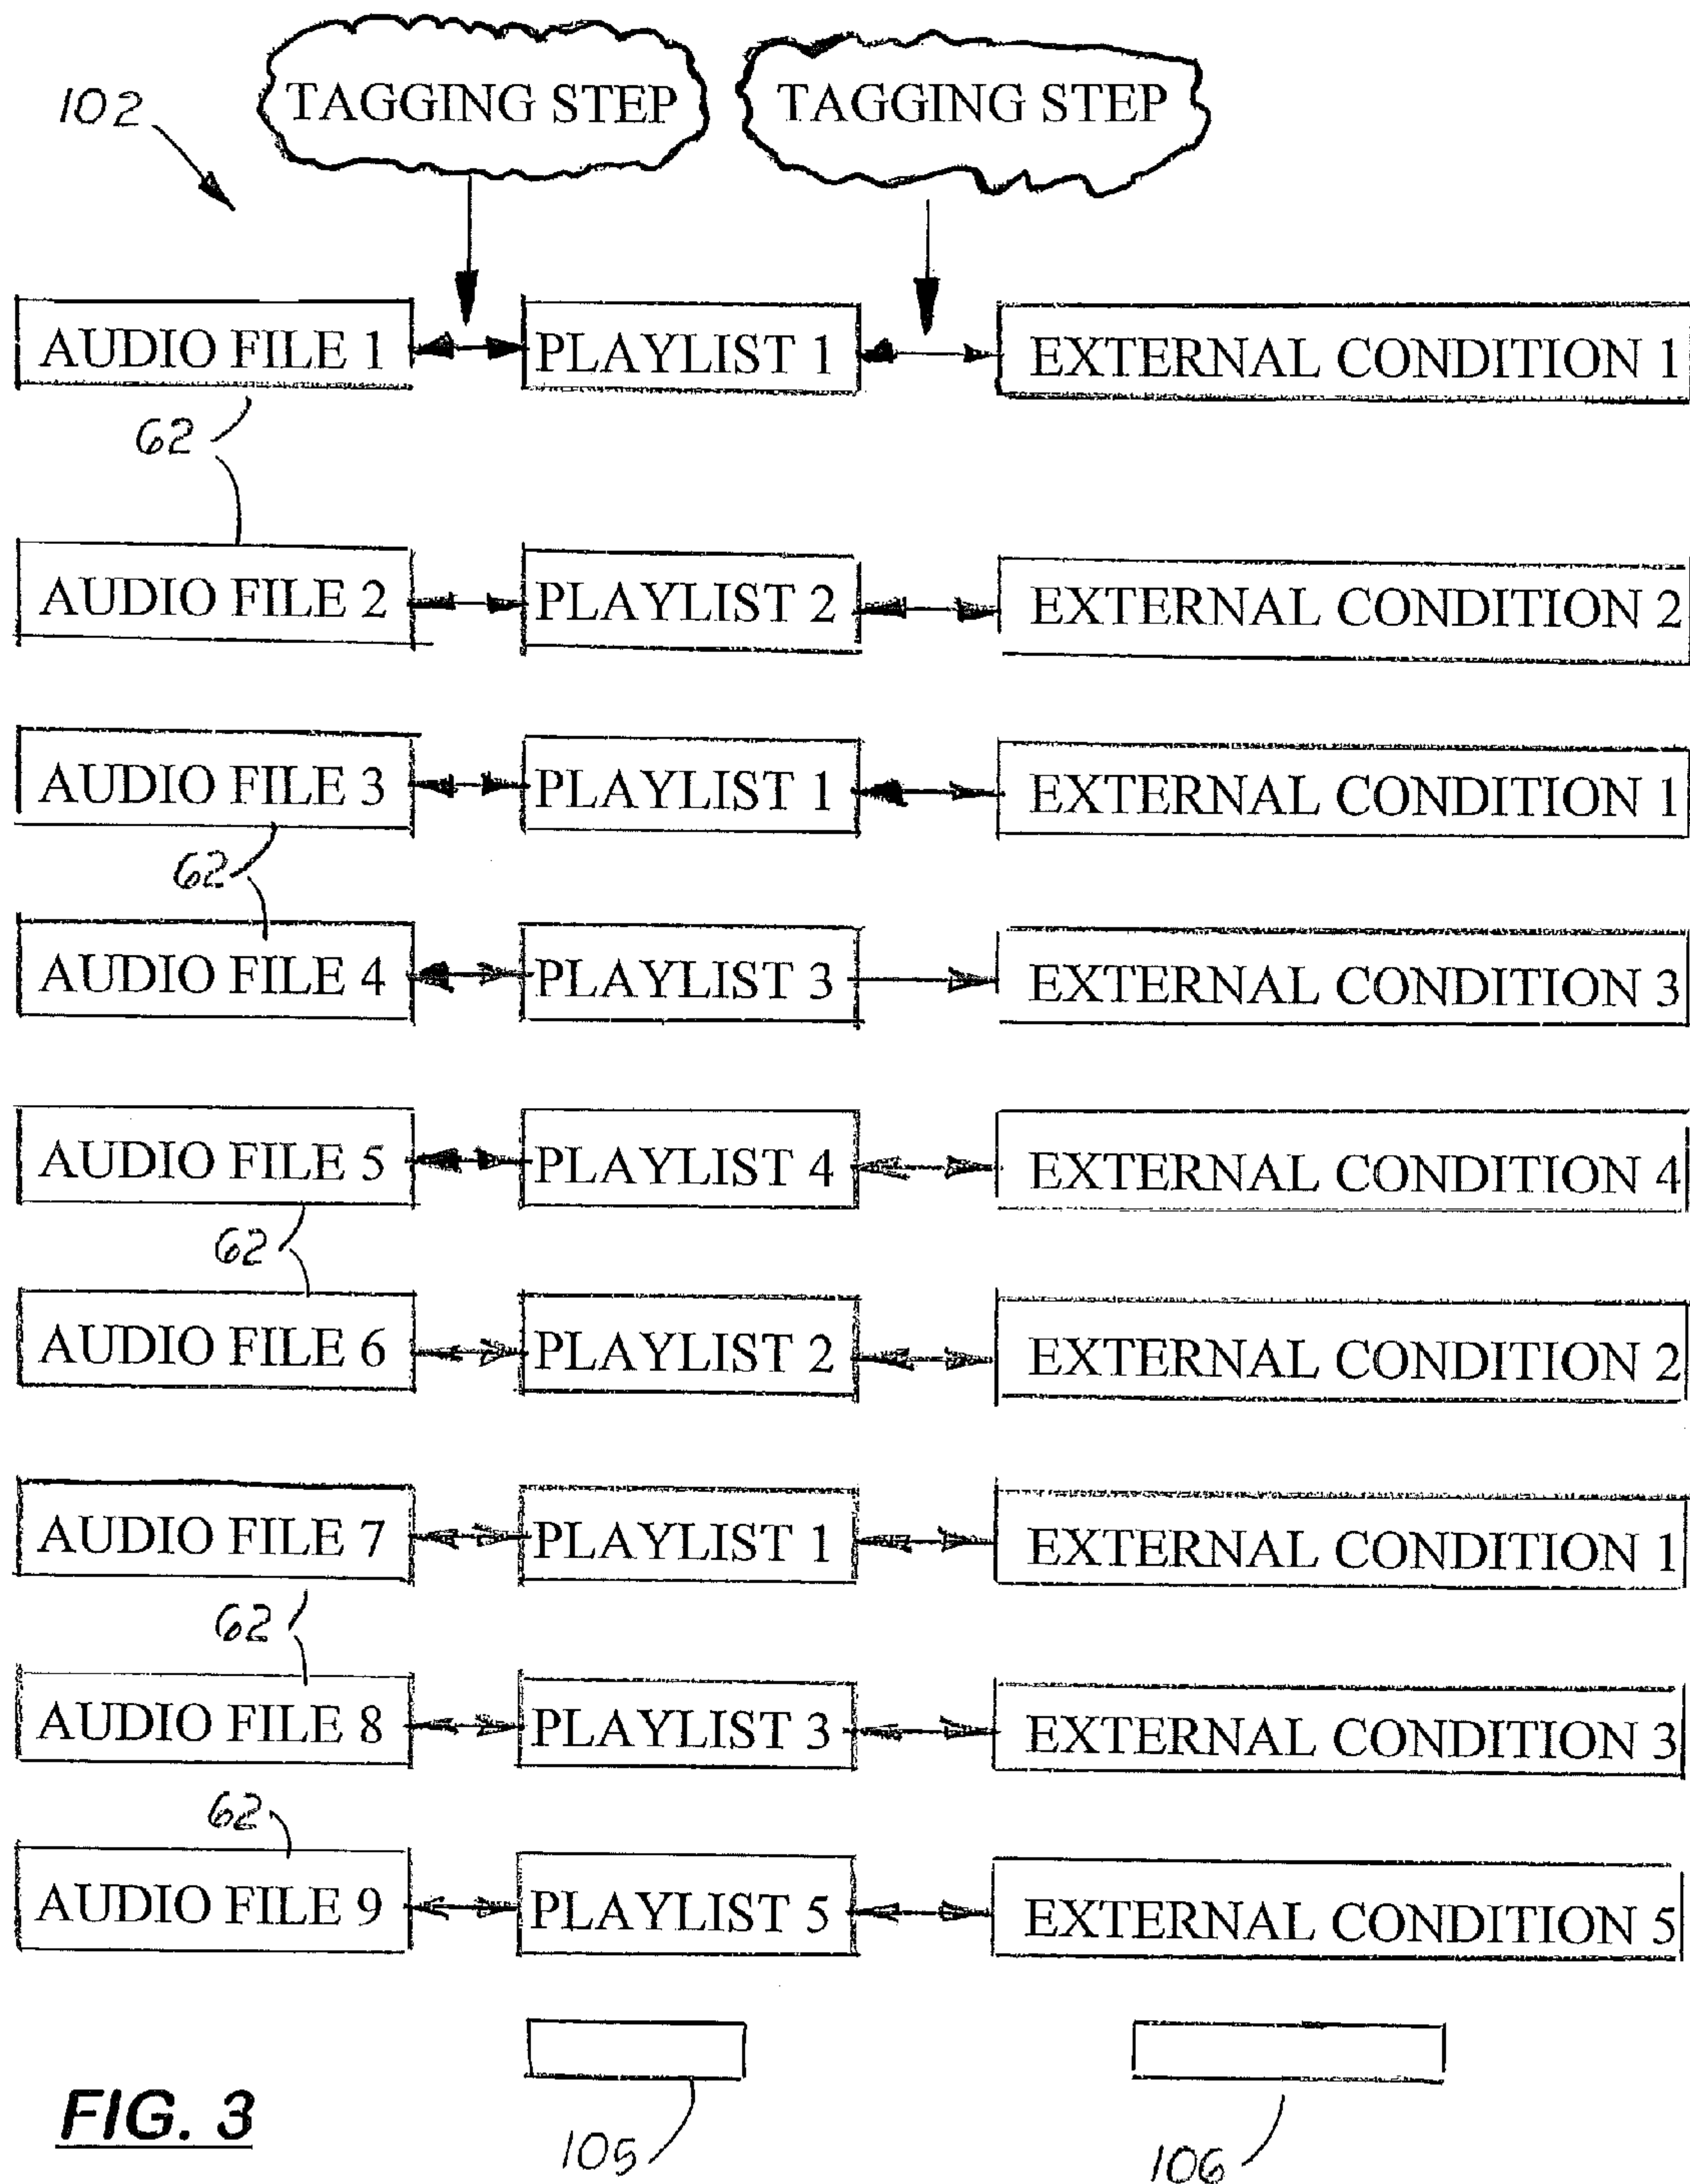 TAGGING STEP TAGGING STEP
102
AUDIO FILE 1 PLAYLIST 1 EXTERNAL CONDITION 1
62
AUDIO FILE 2 PLAYLIST 2 EXTERNAL CONDITION 2
AUDIO FILE 3 PLAYLIST 1 EXTERNAL CONDITION 1
62
AUDIO FILE 4 PLAYLIST 3 EXTERNAL CONDITION 3
AUDIO FILE 5 PLAYLIST 4 EXTERNAL CONDITION 4
62
AUDIO FILE 6 PLAYLIST 2 EXTERNAL CONDITION 2
AUDIO FILE 7 PLAYLIST 1 EXTERNAL CONDITION 1
62
AUDIO FILE 8 PLAYLIST 3 EXTERNAL CONDITION 3
62
AUDIO FILE 9 PLAYLIST 5 EXTERNAL CONDITION 5
FIG. 3
105 106